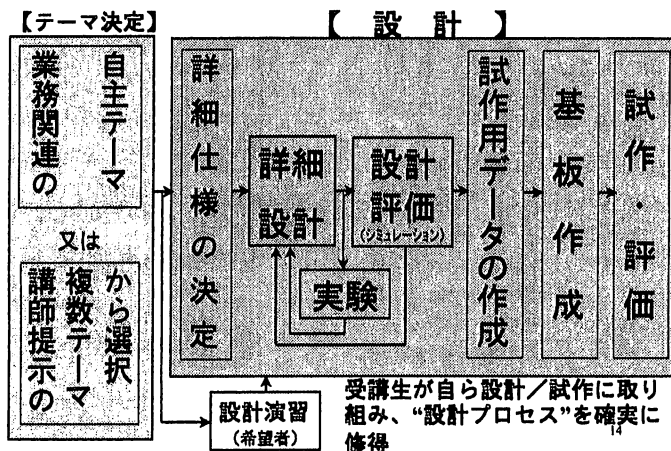 【テーマ決定】
【 設 計 】
業務関連の
自主テーマ
又は
講師提示の
複数テーマ
から選択
詳細仕様の決定
詳細
設計
設計
評価
(シミュレーション)
実験
試作用データの作成
基板作成
試作・評価
設計演習
(希望者)
受講生が自ら設計／試作に取り
組み、“設計プロセス”を確実に
修得
14